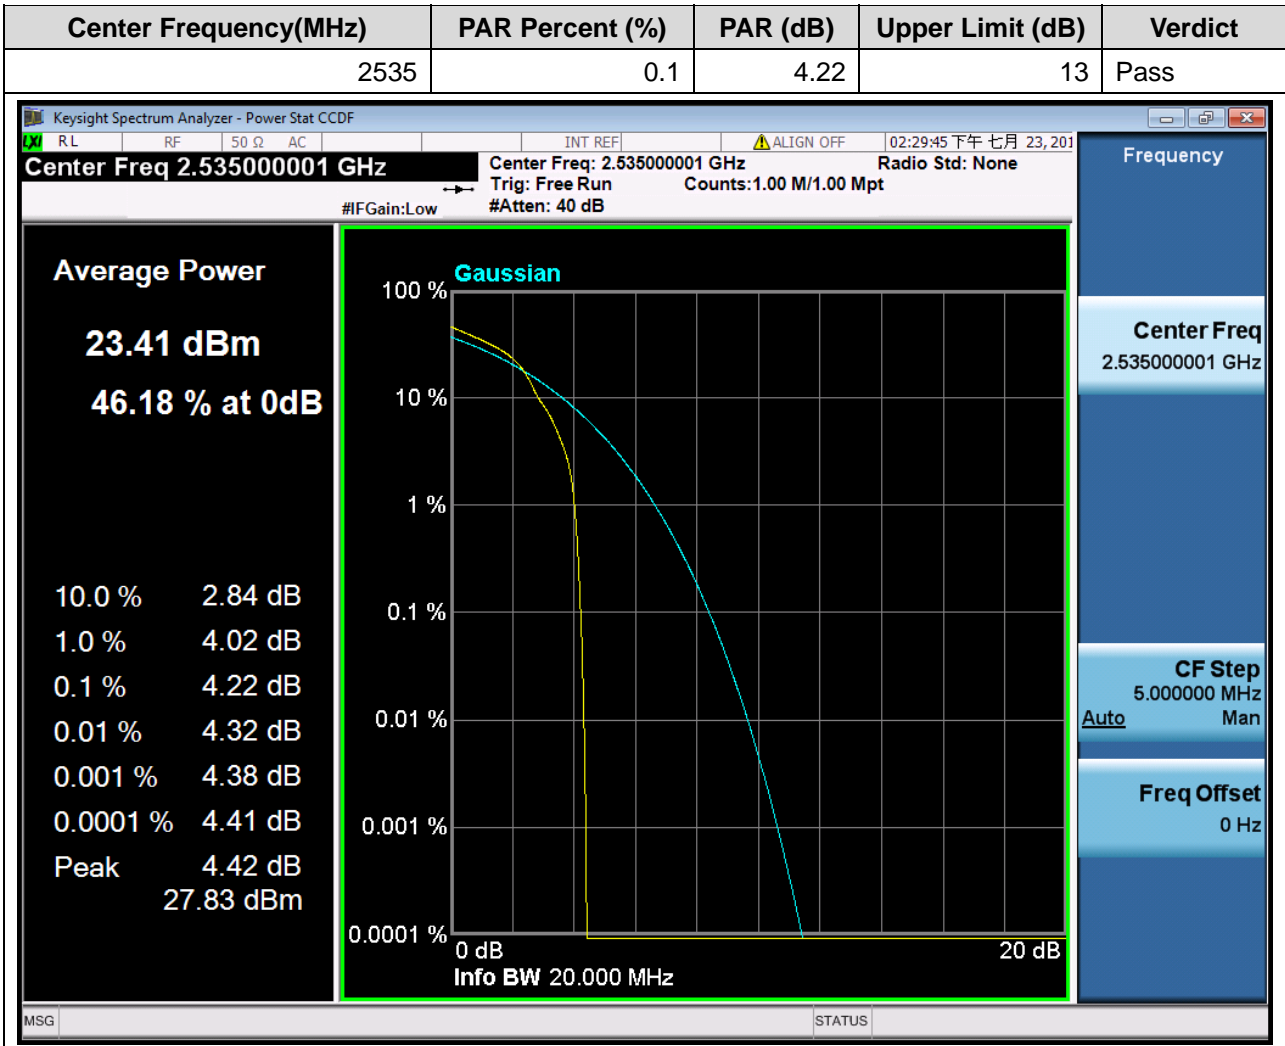 Center Frequency(MHz) PAR Percent (%) PAR (dB) Upper Limit (dB) Verdict
2535 0.1 4.22 13 Pass
Keysight Spectrum Analyzer - Power Stat CCDF
LXI RL RF 50 Ω AC INT REF ALIGN OFF 02:29:45 下午 七月 23, 201
Center Freq 2.535000001 GHz
#IFGain:Low
Center Freq: 2.535000001 GHz
Trig: Free Run Counts:1.00 M/1.00 Mpt
#Atten: 40 dB
Radio Std: None
Average Power
23.41 dBm
46.18 % at 0dB
10.0 % 2.84 dB
1.0 % 4.02 dB
0.1 % 4.22 dB
0.01 % 4.32 dB
0.001 % 4.38 dB
0.0001 % 4.41 dB
Peak 4.42 dB
27.83 dBm
Gaussian
100 %
10 %
1 %
0.1 %
0.01 %
0.001 %
0.0001 %
0 dB 20 dB
Info BW 20.000 MHz
Frequency
Center Freq
2.535000001 GHz
CF Step
5.000000 MHz
Auto Man
Freq Offset
0 Hz
MSG STATUS